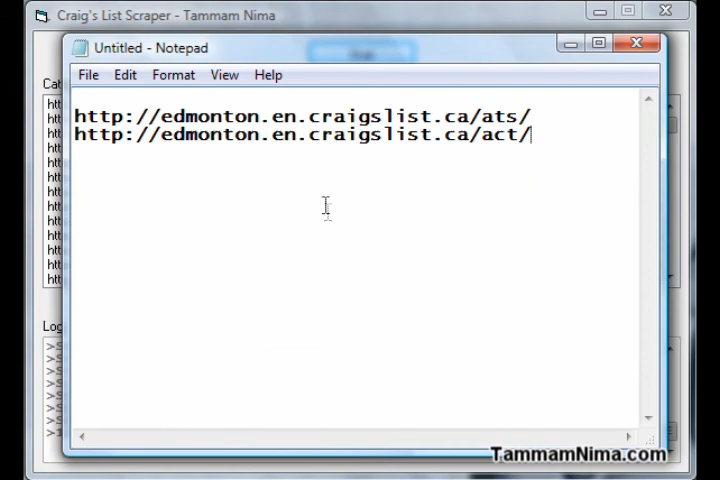 Craig's List Scraper - Tammam Nima
Untitled - Notepad
File Edit Format View Help
http://edmonton.en.craigslist.ca/ats/
http://edmonton.en.craigslist.ca/act/
TammamNima.com